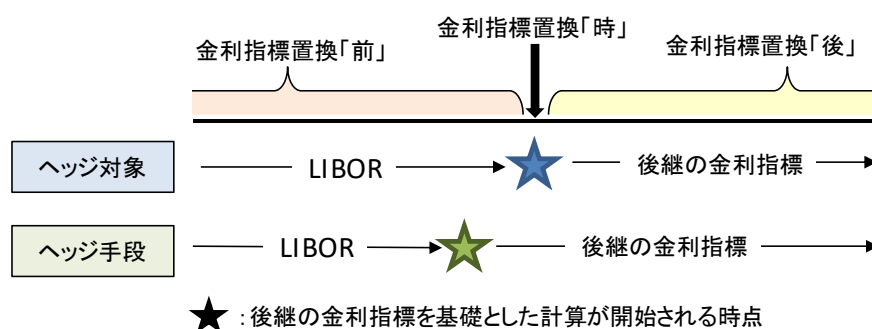 金利指標置換「前」
金利指標置換「時」
金利指標置換「後」
ヘッジ対象
LIBOR
後継の金利指標
ヘッジ手段
LIBOR
後継の金利指標
★：後継の金利指標を基礎とした計算が開始される時点